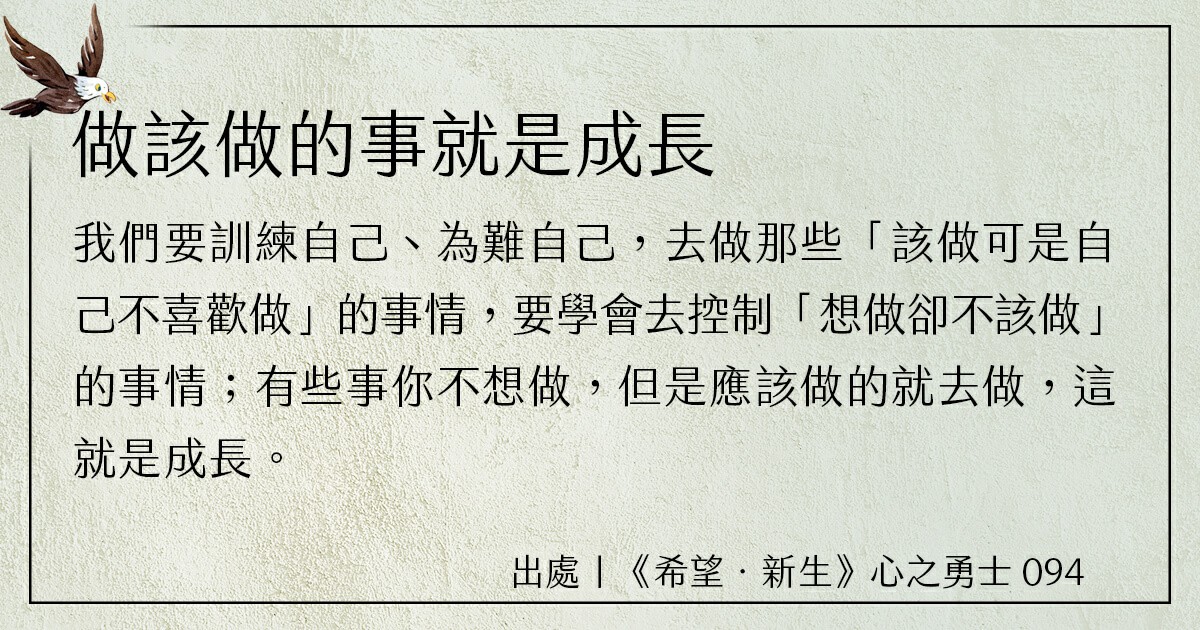 做該做的事就是成長
我們要訓練自己、為難自己，去做那些「該做可是自
己不喜歡做」的事情，要學會去控制「想做卻不該做」
的事情；有些事你不想做，但是應該做的就去做，這
就是成長。
出處〡《希望．新生》心之勇士 094